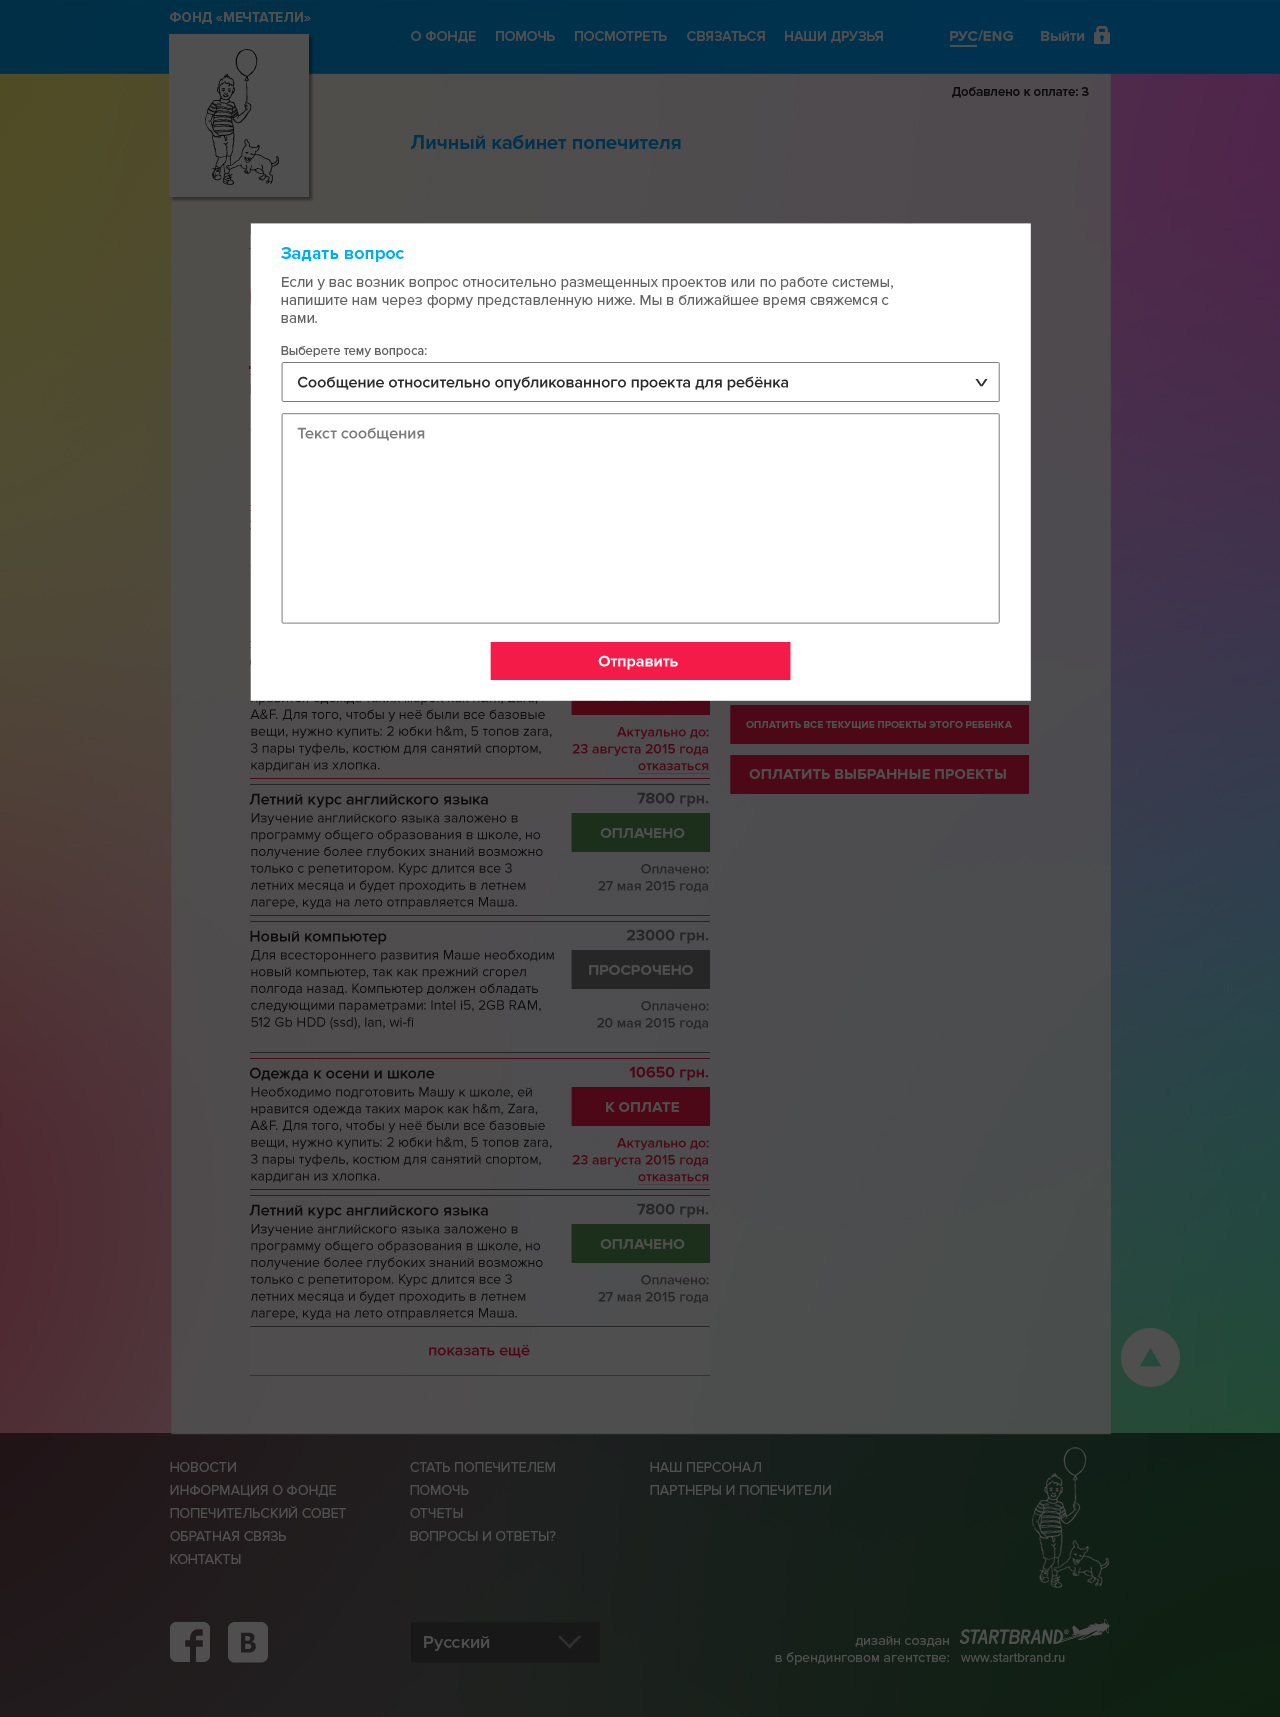 ФОНД «МЕЧТАТЕЛИ»
О ФОНДЕ ПОМОЧЬ ПОСМОТРЕТЬ СВЯЗАТЬСЯ НАШИ ДРУЗЬЯ РУС/ENG Выйти
Добавлено к оплате: 3
Личный кабинет попечителя
Задать вопрос
Если у вас возник вопрос относительно размещенных проектов или по работе системы,
напишите нам через форму представленную ниже. Мы в ближайшее время свяжемся с
вами.
Выберете тему вопроса:
Сообщение относительно опубликованного проекта для ребёнка
Текст сообщения
Отправить
A&F. Для того, чтобы у неё были все базовые
вещи, нужно купить: 2 юбки h&m, 5 топов zara,
3 пары туфель, костюм для санятий спортом,
кардиган из хлопка.
Актуально до:
23 августа 2015 года
отказаться
ОПЛАТИТЬ ВСЕ ТЕКУЩИЕ ПРОЕКТЫ ЭТОГО РЕБЕНКА
ОПЛАТИТЬ ВЫБРАННЫЕ ПРОЕКТЫ
Летний курс английского языка
Изучение английского языка заложено в
программу общего образования в школе, но
получение более глубоких знаний возможно
только с репетитором. Курс длится все 3
летних месяца и будет проходить в летнем
лагере, куда на лето отправляется Маша.
7800 грн.
ОПЛАЧЕНО
Оплачено:
27 мая 2015 года
Новый компьютер
Для всестороннего развития Маше необходим
новый компьютер, так как прежний сгорел
полгода назад. Компьютер должен обладать
следующими параметрами: Intel i5, 2GB RAM,
512 Gb HDD (ssd), lan, wi-fi
23000 грн.
ПРОСРОЧЕНО
Оплачено:
20 мая 2015 года
Одежда к осени и школе
Необходимо подготовить Машу к школе, ей
нравится одежда таких марок как h&m, Zara,
A&F. Для того, чтобы у неё были все базовые
вещи, нужно купить: 2 юбки h&m, 5 топов zara,
3 пары туфель, костюм для санятий спортом,
кардиган из хлопка.
10650 грн.
К ОПЛАТЕ
Актуально до:
23 августа 2015 года
отказаться
Летний курс английского языка
Изучение английского языка заложено в
программу общего образования в школе, но
получение более глубоких знаний возможно
только с репетитором. Курс длится все 3
летних месяца и будет проходить в летнем
лагере, куда на лето отправляется Маша.
7800 грн.
ОПЛАЧЕНО
Оплачено:
27 мая 2015 года
показать ещё
НОВОСТИ
ИНФОРМАЦИЯ О ФОНДЕ
ПОПЕЧИТЕЛЬСКИЙ СОВЕТ
ОБРАТНАЯ СВЯЗЬ
КОНТАКТЫ
СТАТЬ ПОПЕЧИТЕЛЕМ
ПОМОЧЬ
ОТЧЕТЫ
ВОПРОСЫ И ОТВЕТЫ?
НАШ ПЕРСОНАЛ
ПАРТНЕРЫ И ПОПЕЧИТЕЛИ
f В
Русский
дизайн создан
в брендинговом агентстве:
STARTBRAND®
www.startbrand.ru